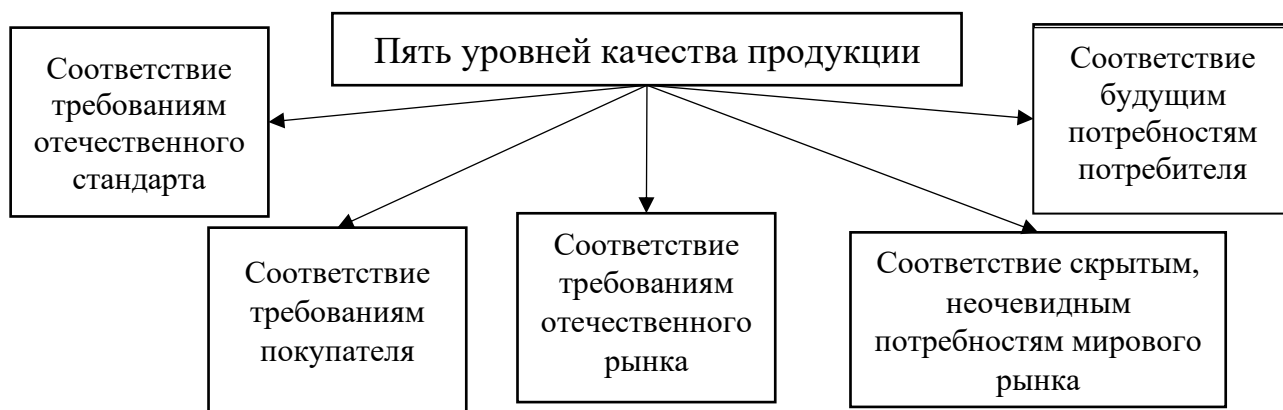 Пять уровней качества продукции
Соответствие
требованиям
отечественного
стандарта
Соответствие
требованиям
покупателя
Соответствие
требованиям
отечественного
рынка
Соответствие скрытым,
неочевидным
потребностям мирового
рынка
Соответствие
будущим
потребностям
потребителя